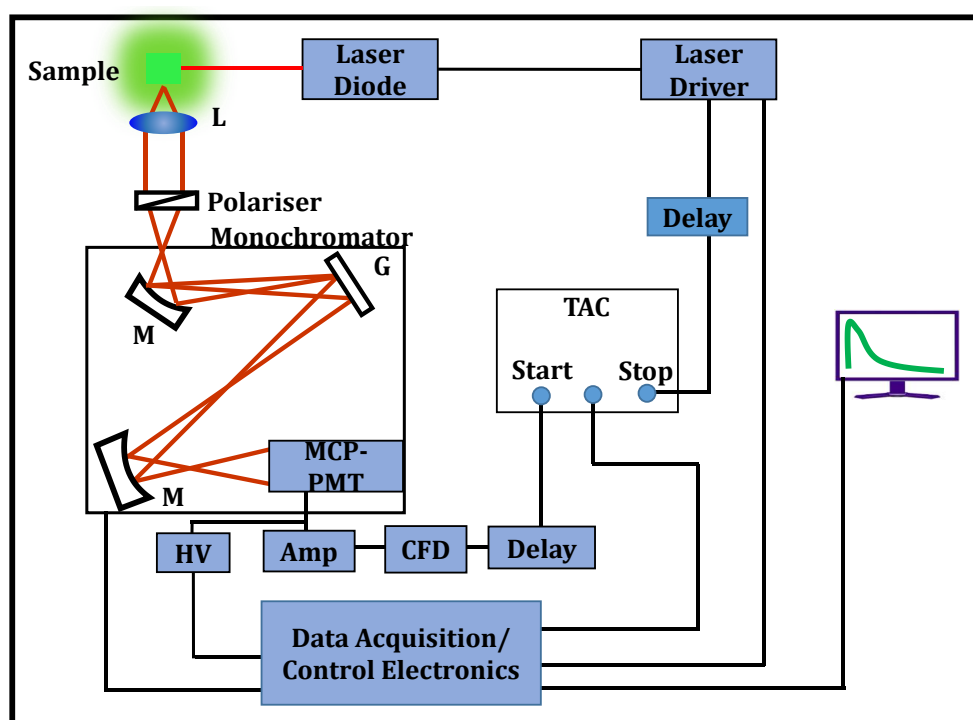 Laser
Diode
Laser
Driver
Sample
L
Polariser
Delay
Monochromator
G
TAC
M
Start
Stop
MCP-
PMT
M
HV
Amp
CFD
Delay
Data Acquisition/
Control Electronics